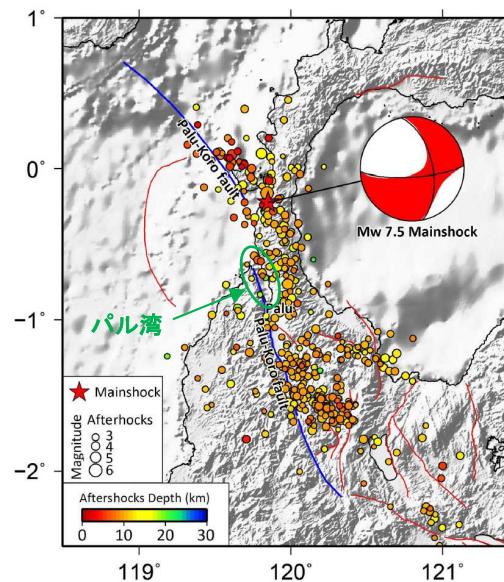 1°
0°
−1°
−2°
119°
120°
121°
Palu-Koro fault
Mw 7.5 Mainshock
パル湾
Palu
Palu-Koro fault
Mainshock
Afterhocks
Magnitude
3
4
5
6
Aftershocks Depth (km)
0
10
20
30